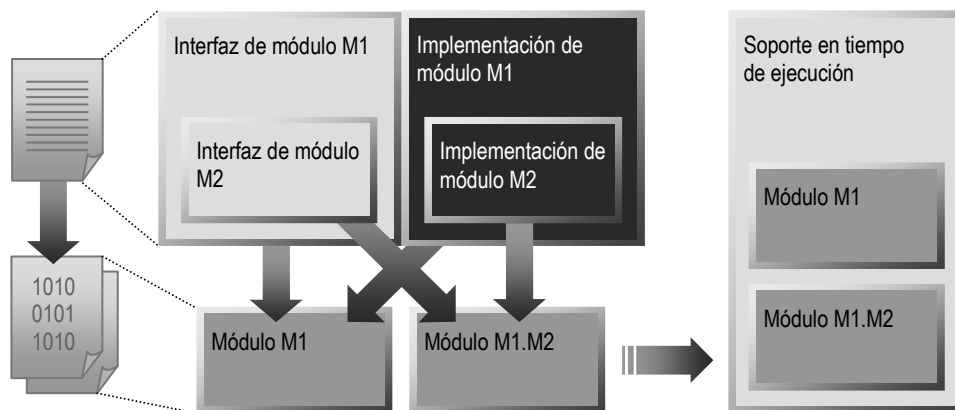 Interfaz de módulo M1
Implementación de
módulo M1
Interfaz de módulo
M2
Implementación de
módulo M2
Soporte en tiempo
de ejecución
Módulo M1
Módulo M1.M2
1010
0101
1010
Módulo M1
Módulo M1.M2